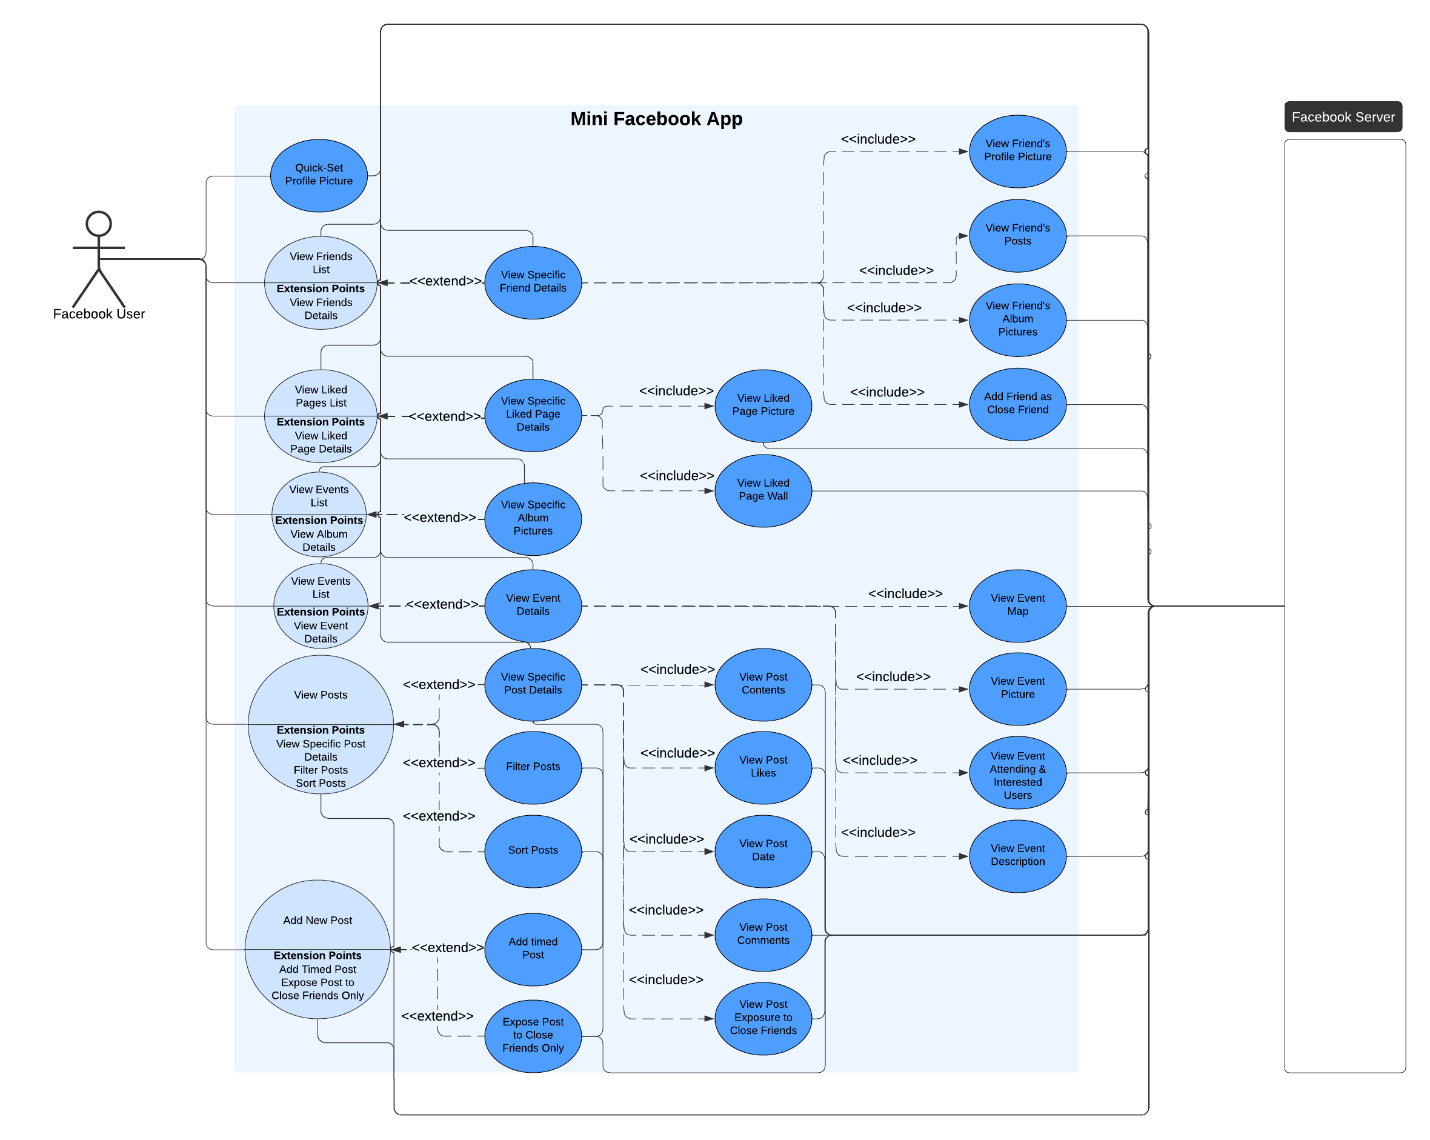 Mini Facebook App
Facebook Server
Facebook User
Quick-Set
Profile Picture
View Friends
List
Extension Points
View Friends
Details
<<extend>>
View Specific
Friend Details
<<include>>
View Friend's
Profile Picture
<<include>>
View Friend's
Posts
<<include>>
View Friend's
Album
Pictures
<<include>>
Add Friend as
Close Friend
View Liked
Pages List
Extension Points
View Liked
Page Details
<<extend>>
View Specific
Liked Page
Details
<<include>>
View Liked
Page Picture
<<include>>
View Liked
Page Wall
View Events
List
Extension Points
View Album
Details
<<extend>>
View Specific
Album
Pictures
View Events
List
Extension Points
View Event
Details
<<extend>>
View Event
Details
<<include>>
View Event
Map
<<include>>
View Event
Picture
<<include>>
View Event
Attending &
Interested
Users
<<include>>
View Event
Description
View Posts
Extension Points
View Specific Post
Details
Filter Posts
Sort Posts
<<extend>>
View Specific
Post Details
<<extend>>
Filter Posts
<<extend>>
Sort Posts
<<include>>
View Post
Contents
<<include>>
View Post
Likes
<<include>>
View Post
Date
<<include>>
View Post
Comments
<<include>>
View Post
Exposure to
Close Friends
Add New Post
Extension Points
Add Timed Post
Expose Post to
Close Friends Only
<<extend>>
Add timed
Post
<<extend>>
Expose Post
to Close
Friends Only